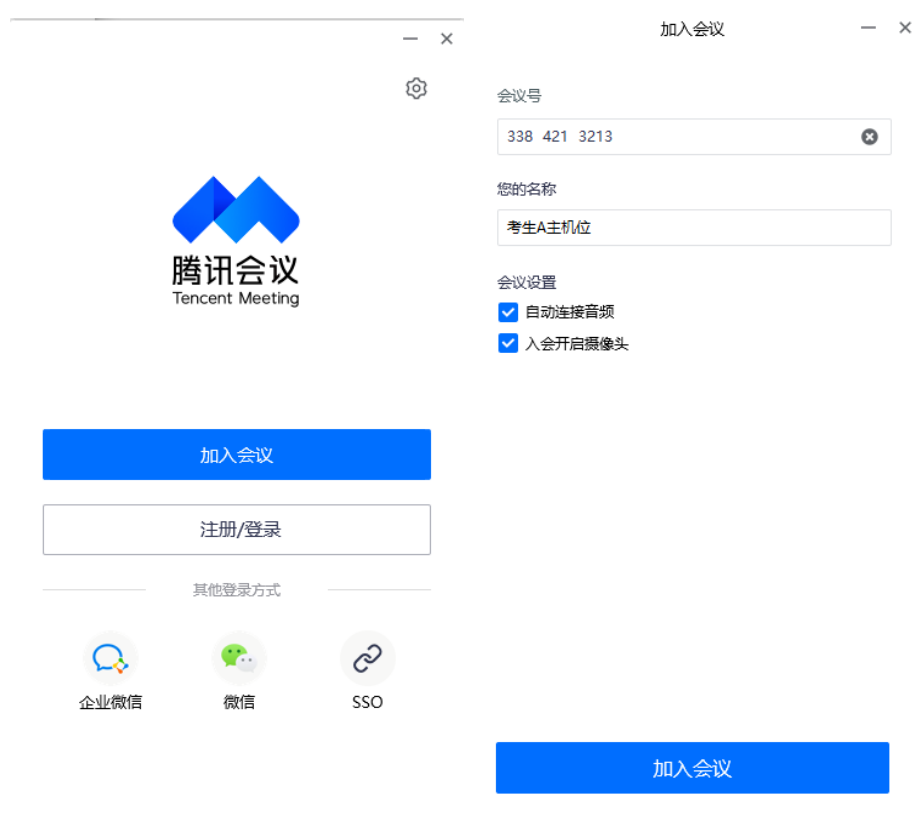 腾讯会议
Tencent Meeting
加入会议
注册/登录
其他登录方式
企业微信
微信
SSO
加入会议
会议号
338 421 3213
您的名称
考生A主机位
会议设置
自动连接音频
入会开启摄像头
加入会议